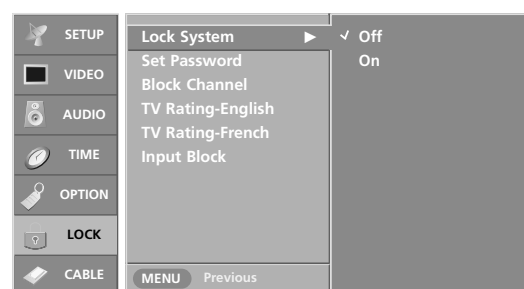 SETUP
VIDEO
AUDIO
TIME
OPTION
LOCK
CABLE
Lock System ► ✓ Off
Set Password On
Block Channel
TV Rating-English
TV Rating-French
Input Block
MENU Previous